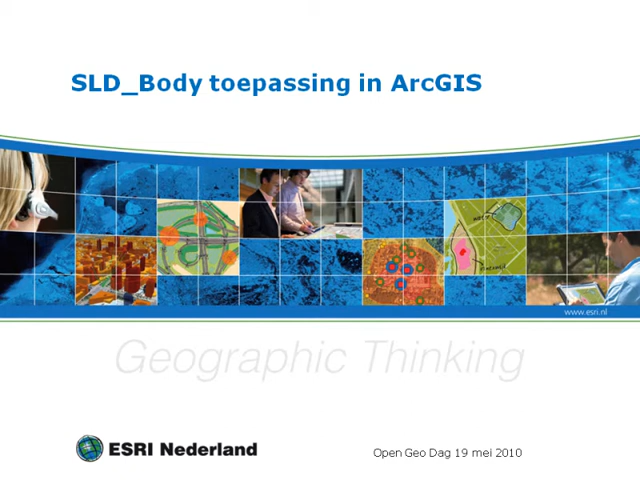 SLD_Body toepassing in ArcGIS
www.esri.nl
Geographic Thinking
ESRI Nederland
Open Geo Dag 19 mei 2010